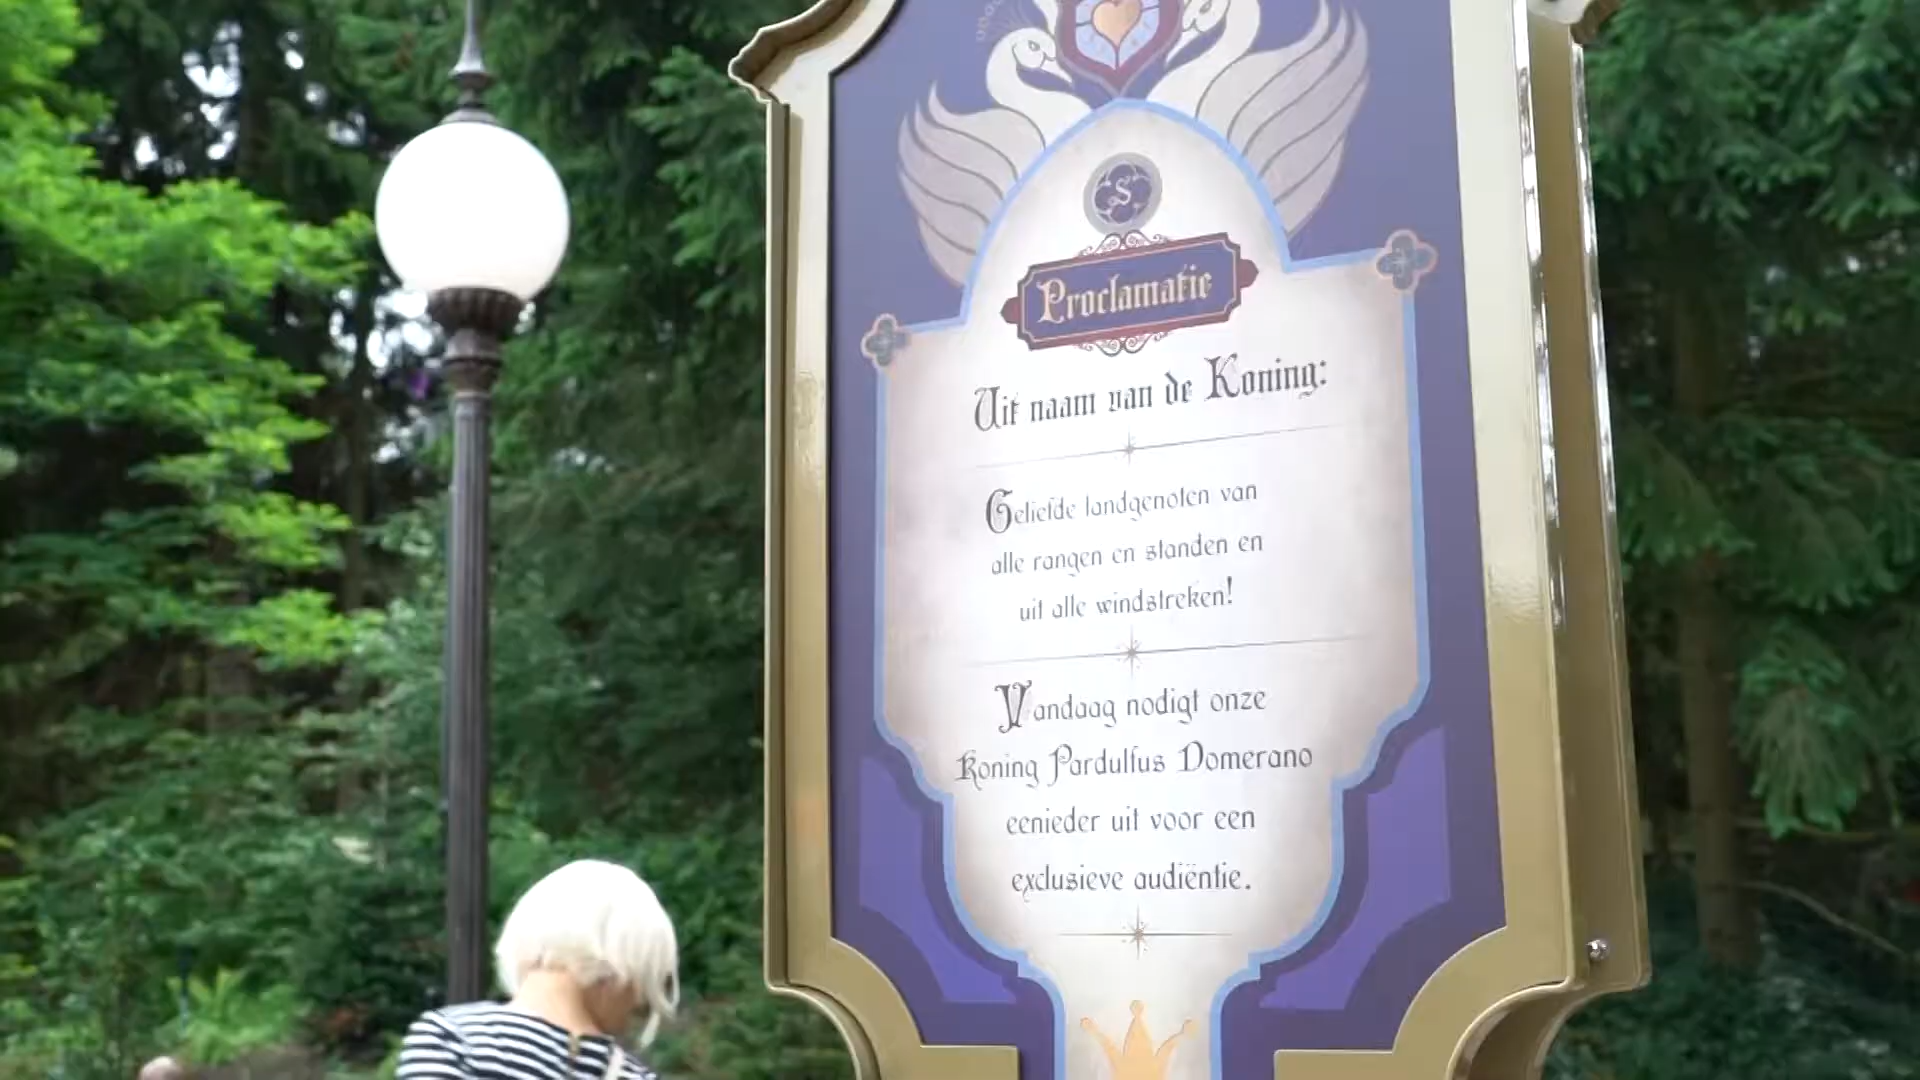 S
Proclamatie
Uit naam van de Koning:
Geliefde landgenoten van
alle rangen en standen en
uit alle windstreken!
Vandaag nodigt onze
Koning Pardulfus Domerano
eenieder uit voor een
exclusieve audiëntie.